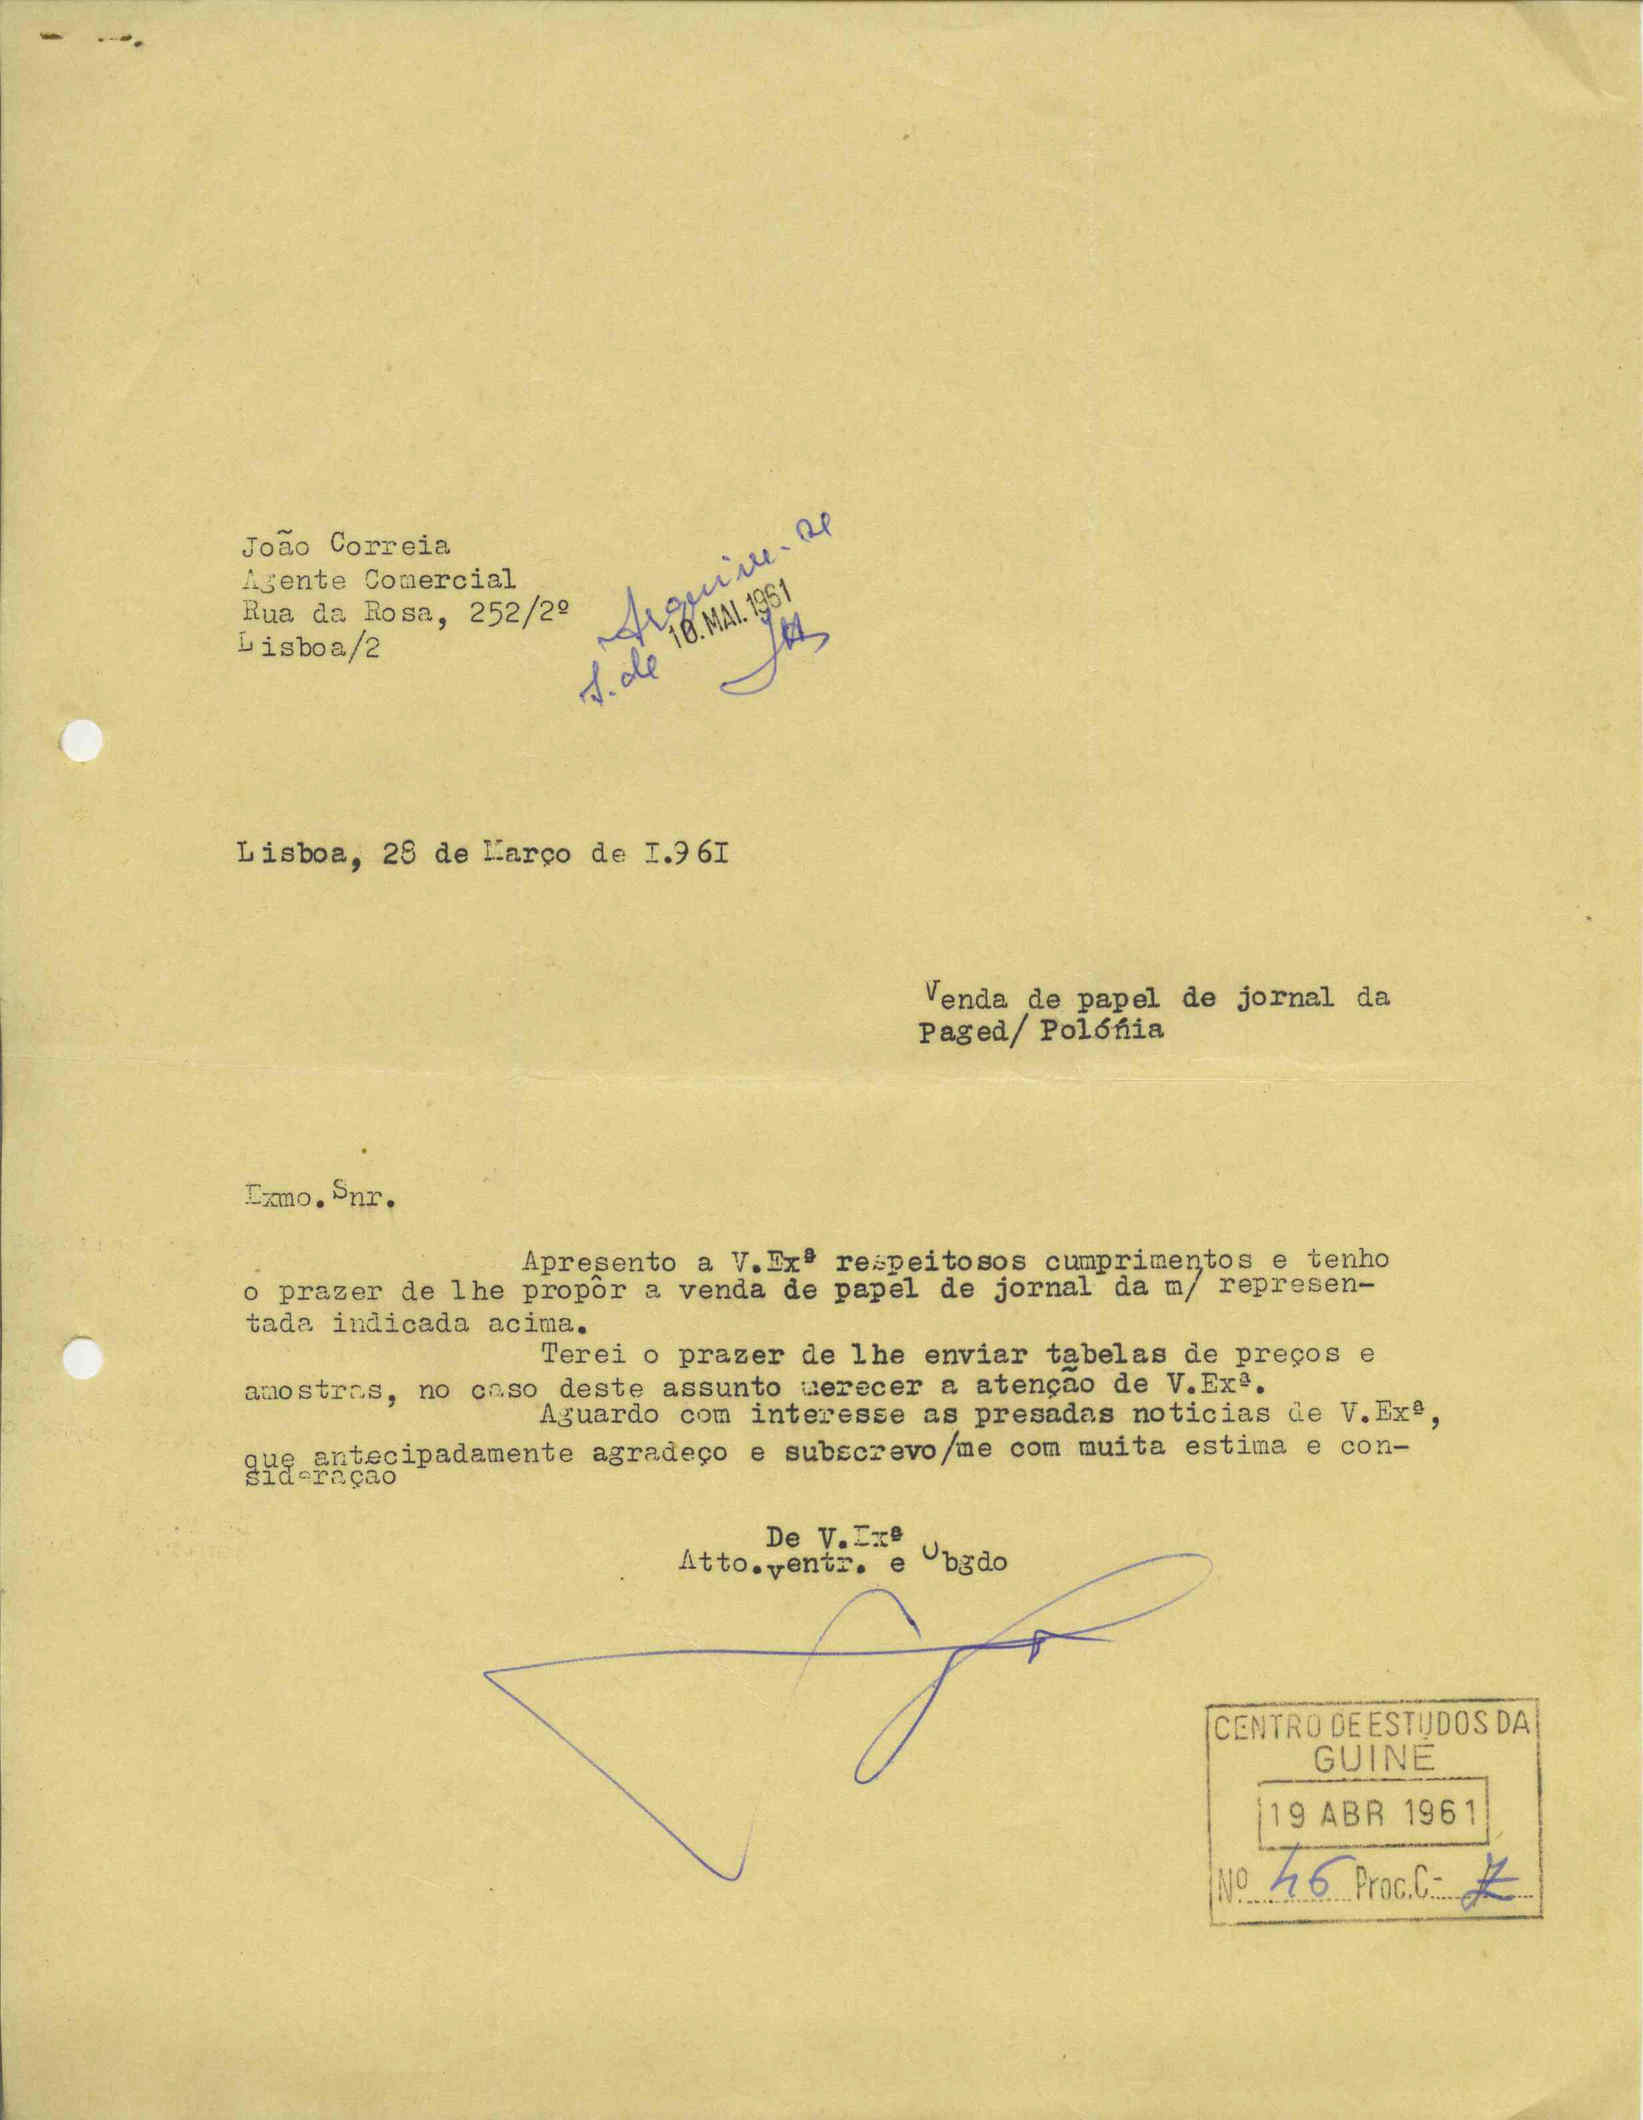 João Correia
Agente Comercial
Rua da Rosa, 252/2º
Lisboa/2
Arquive-se
10. MAI. 1961
Lisboa, 28 de Março de I.96I
Venda de papel de jornal da
Paged/ Polóñia
Exmo. Snr.
Apresento a V.Exª respeitosos cumprimentos e tenho
o prazer de lhe propôr a venda de papel de jornal da m/ represen-
tada indicada acima.
Terei o prazer de lhe enviar tabelas de preços e
amostras, no caso deste assunto merecer a atenção de V.Exª.
Aguardo com interesse as presadas noticias de V.Exª,
que antecipadamente agradeço e subscrevo/me com muita estima e con-
sideraçao
De V.Exª
Atto.ventr. e Obgdo
CENTRO DE ESTUDOS DA
GUINÉ
19 ABR 1961
Nº 46 Proc.C- 7